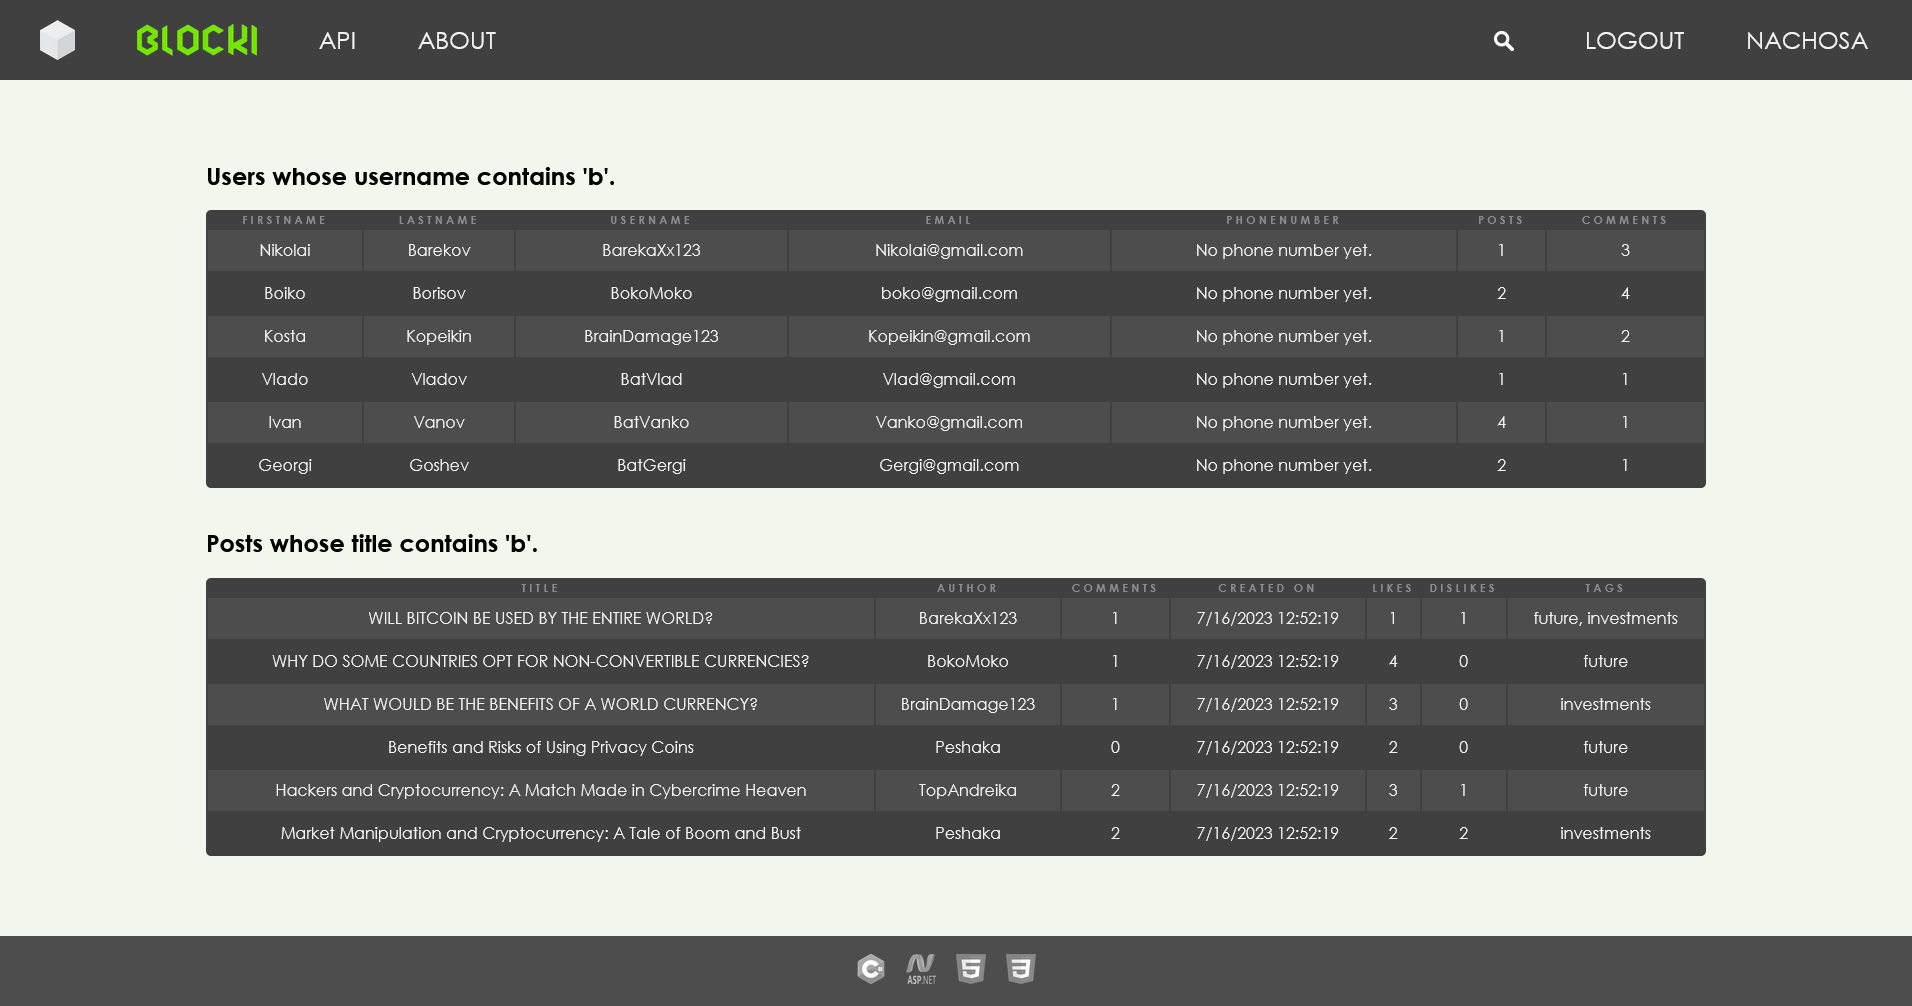 BLOCKI API ABOUT LOGOUT NACHOSA
Users whose username contains 'b'.
FIRSTNAME LASTNAME USERNAME EMAIL PHONENUMBER POSTS COMMENTS
Nikolai Barekov BarekaXx123 Nikolai@gmail.com No phone number yet. 1 3
Boiko Borisov BokoMoko boko@gmail.com No phone number yet. 2 4
Kosta Kopeikin BrainDamage123 Kopeikin@gmail.com No phone number yet. 1 2
Vlado Vladov BatVlad Vlad@gmail.com No phone number yet. 1 1
Ivan Vanov BatVanko Vanko@gmail.com No phone number yet. 4 1
Georgi Goshev BatGergi Gergi@gmail.com No phone number yet. 2 1
Posts whose title contains 'b'.
TITLE AUTHOR COMMENTS CREATED ON LIKES DISLIKES TAGS
WILL BITCOIN BE USED BY THE ENTIRE WORLD? BarekaXx123 1 7/16/2023 12:52:19 1 1 future, investments
WHY DO SOME COUNTRIES OPT FOR NON-CONVERTIBLE CURRENCIES? BokoMoko 1 7/16/2023 12:52:19 4 0 future
WHAT WOULD BE THE BENEFITS OF A WORLD CURRENCY? BrainDamage123 1 7/16/2023 12:52:19 3 0 investments
Benefits and Risks of Using Privacy Coins Peshaka 0 7/16/2023 12:52:19 2 0 future
Hackers and Cryptocurrency: A Match Made in Cybercrime Heaven TopAndreika 2 7/16/2023 12:52:19 3 1 future
Market Manipulation and Cryptocurrency: A Tale of Boom and Bust Peshaka 2 7/16/2023 12:52:19 2 2 investments
C# ASP.NET 5 3